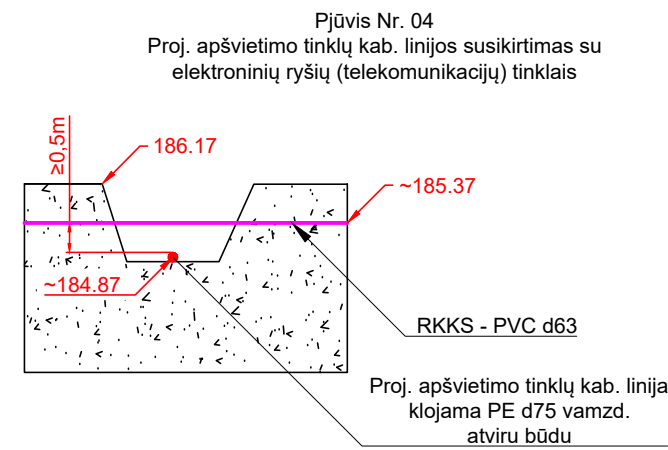 Pjūvis Nr. 04
Proj. apšvietimo tinklų kab. linijos susikirtimas su
elektroninių ryšių (telekomunikacijų) tinklais
≥0,5m
186.17
~185.37
~184.87
RKKS - PVC d63
Proj. apšvietimo tinklų kab. linija
klojama PE d75 vamzd.
atviru būdu